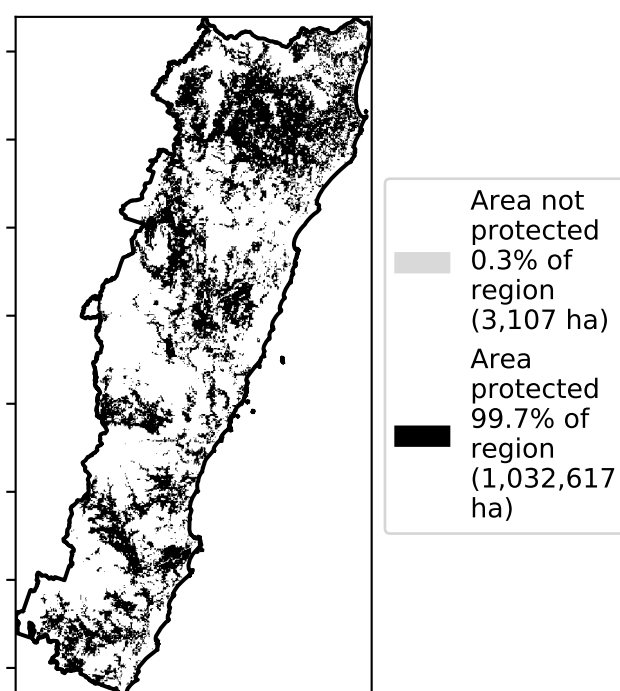 Area not
protected
0.3% of
region
(3,107 ha)
Area
protected
99.7% of
region
(1,032,617
ha)